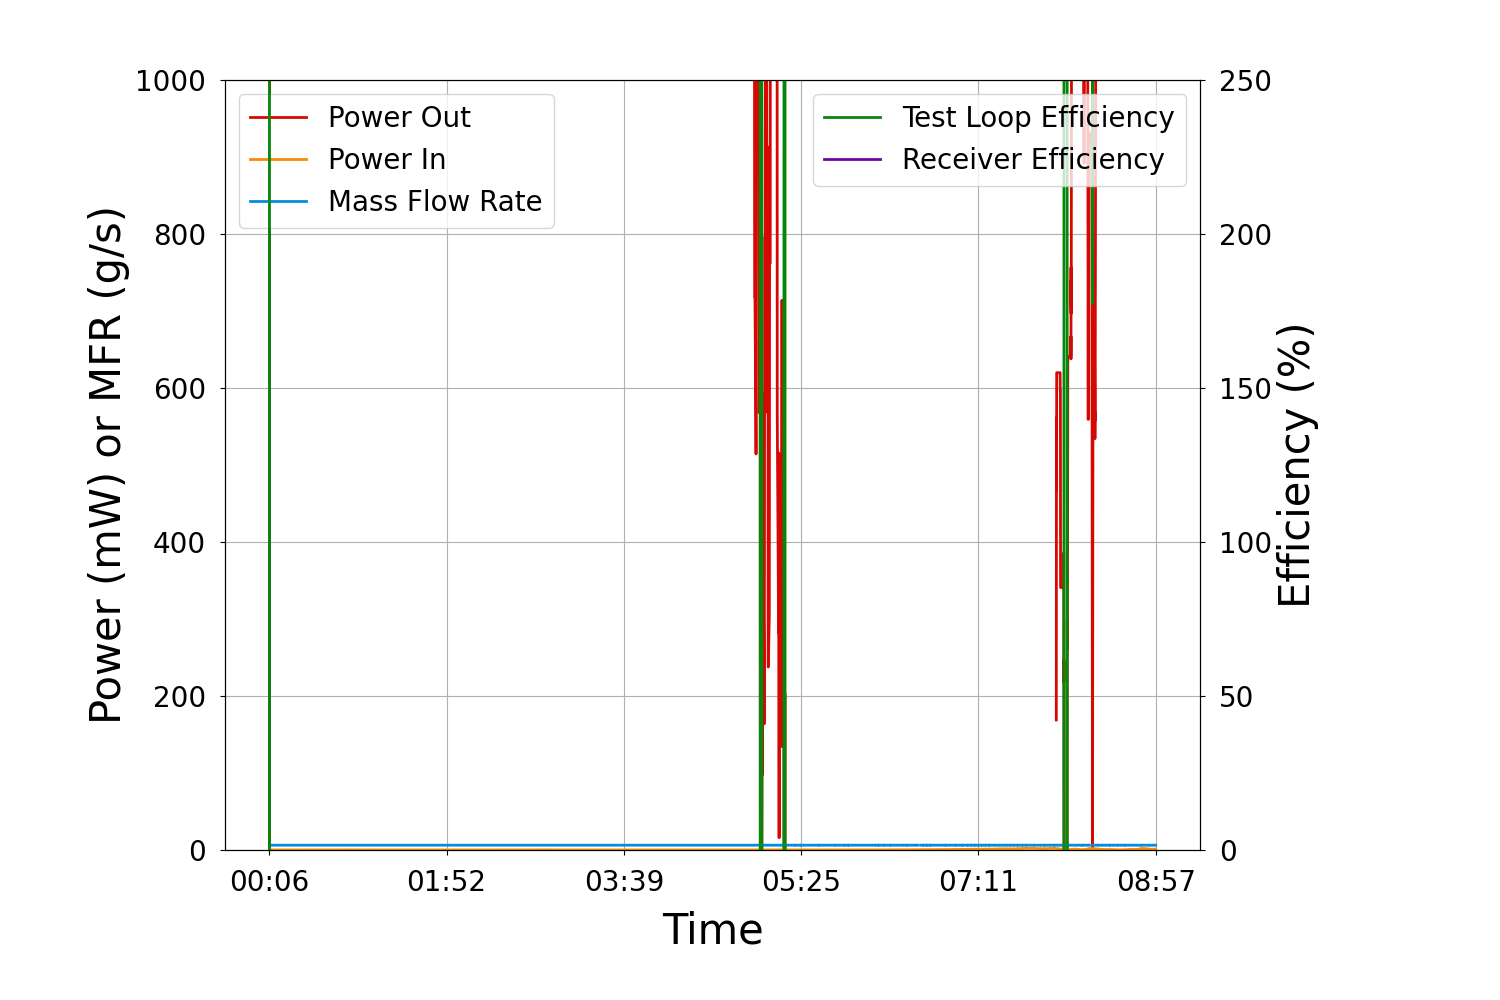 1000
800
600
400
200
0
Power (mW) or MFR (g/s)
Power Out
Power In
Mass Flow Rate
Test Loop Efficiency
Receiver Efficiency
250
200
150
100
50
0
Efficiency (%)
00:06 01:52 03:39 05:25 07:11 08:57
Time